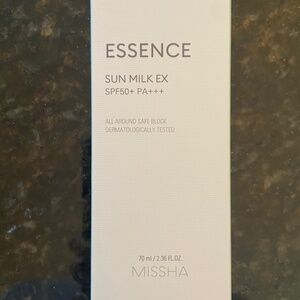 ESSENCE
SUN MILK EX
SPF50+ PA+++
ALL AROUND SAFE BLOCK
DERMATOLOGICALLY TESTED
70 ml / 2.36 FL.OZ.
MISSHA